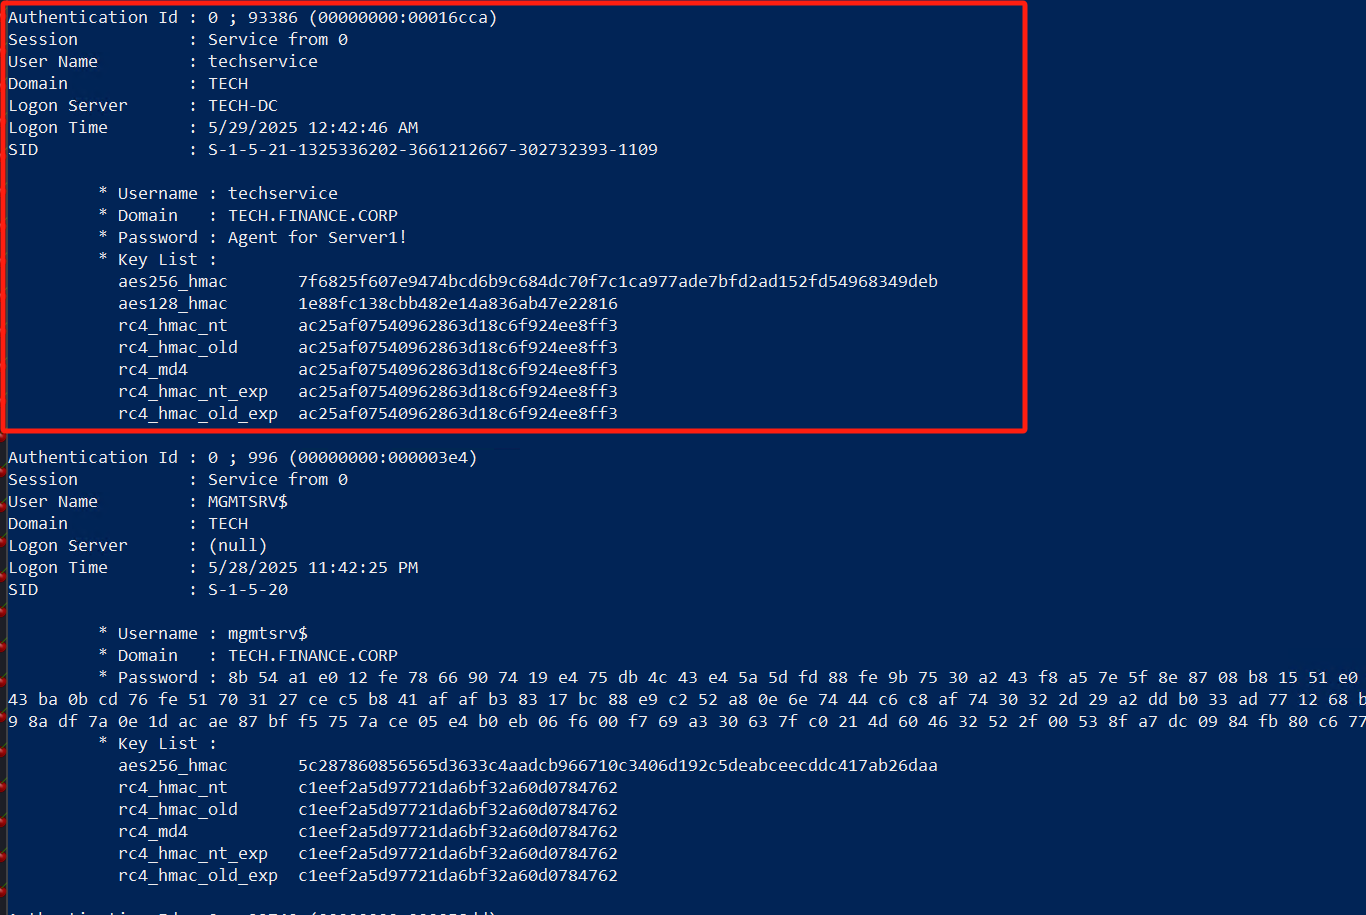 Authentication Id : 0 ; 93386 (00000000:00016cca)
Session           : Service from 0
User Name         : techservice
Domain            : TECH
Logon Server      : TECH-DC
Logon Time        : 5/29/2025 12:42:46 AM
SID               : S-1-5-21-1325336202-3661212667-302732393-1109
* Username : techservice
* Domain   : TECH.FINANCE.CORP
* Password : Agent for Server1!
* Key List :
aes256_hmac       7f6825f607e9474bcd6b9c684dc70f7c1ca977ade7bfd2ad152fd54968349deb
aes128_hmac       1e88fc138cbb482e14a836ab47e22816
rc4_hmac_nt       ac25af07540962863d18c6f924ee8ff3
rc4_hmac_old      ac25af07540962863d18c6f924ee8ff3
rc4_md4           ac25af07540962863d18c6f924ee8ff3
rc4_hmac_nt_exp   ac25af07540962863d18c6f924ee8ff3
rc4_hmac_old_exp  ac25af07540962863d18c6f924ee8ff3
Authentication Id : 0 ; 996 (00000000:000003e4)
Session           : Service from 0
User Name         : MGMTSRV$
Domain            : TECH
Logon Server      : (null)
Logon Time        : 5/28/2025 11:42:25 PM
SID               : S-1-5-20
* Username : mgmtsrv$
* Domain   : TECH.FINANCE.CORP
* Password : 8b 54 a1 e0 12 fe 78 66 90 74 19 e4 75 db 4c 43 e4 5a 5d fd 88 fe 9b 75 30 a2 43 f8 a5 7e 5f 8e 87 08 b8 15 51 e0
43 ba 0b cd 76 fe 51 70 31 27 ce c5 b8 41 af af b3 83 17 bc 88 e9 c2 52 a8 0e 6e 74 44 c6 c8 af 74 30 32 2d 29 a2 dd b0 33 ad 77 12 68 b
9 8a df 7a 0e 1d ac ae 87 bf f5 75 7a ce 05 e4 b0 eb 06 f6 00 f7 69 a3 30 63 7f c0 21 4d 60 46 32 52 2f 00 53 8f a7 dc 09 84 fb 80 c6 77
* Key List :
aes256_hmac       5c287860856565d3633c4aadcb966710c3406d192c5deabceecddc417ab26daa
rc4_hmac_nt       c1eef2a5d97721da6bf32a60d0784762
rc4_hmac_old      c1eef2a5d97721da6bf32a60d0784762
rc4_md4           c1eef2a5d97721da6bf32a60d0784762
rc4_hmac_nt_exp   c1eef2a5d97721da6bf32a60d0784762
rc4_hmac_old_exp  c1eef2a5d97721da6bf32a60d0784762